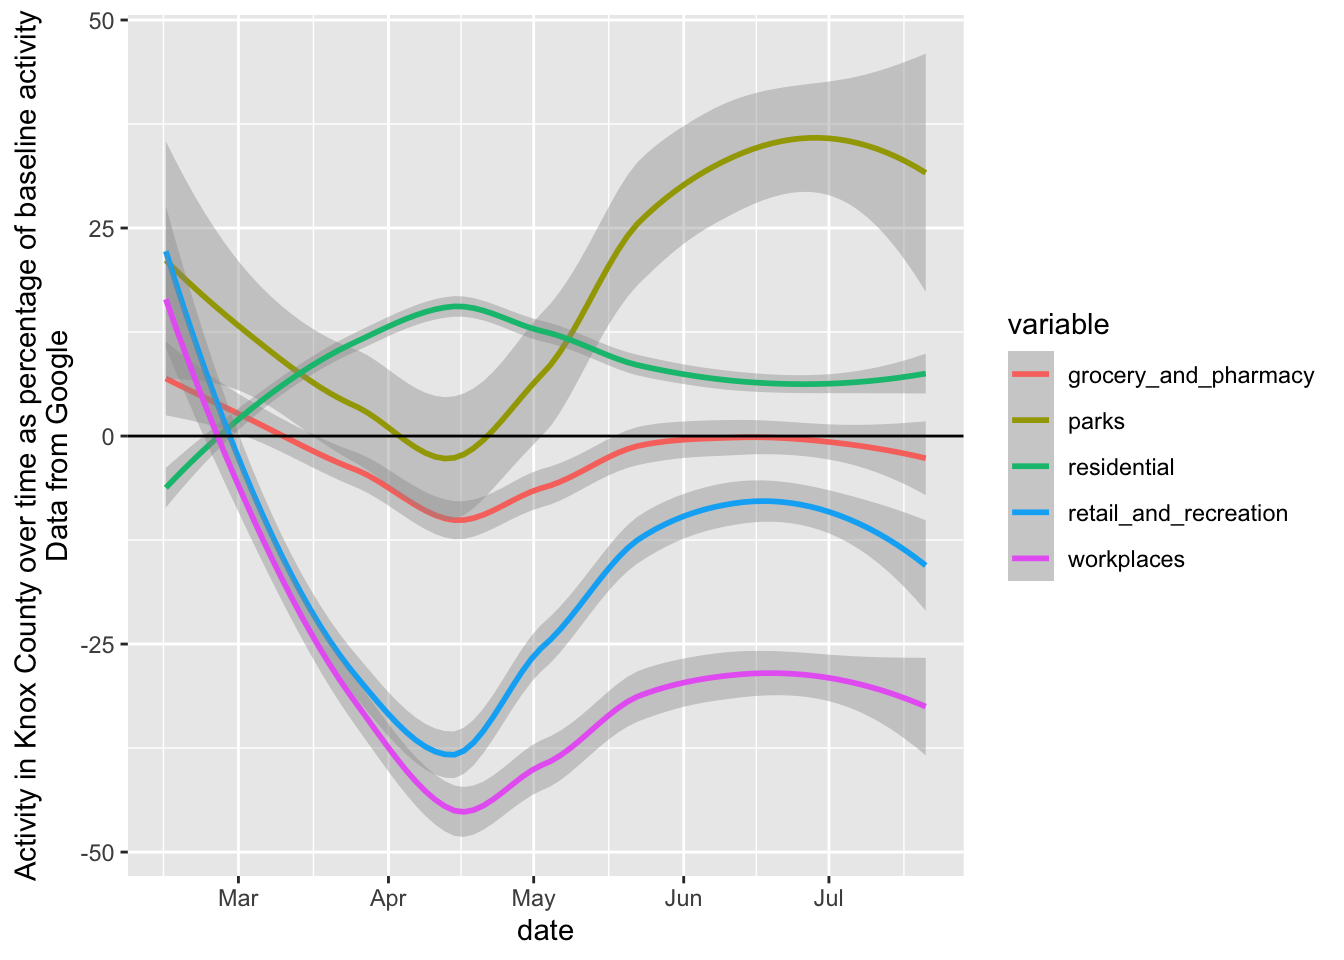 Activity in Knox County over time as percentage of baseline activity
Data from Google
50
25
0
-25
-50
Mar
Apr
May
Jun
Jul
date
variable
grocery_and_pharmacy
parks
residential
retail_and_recreation
workplaces